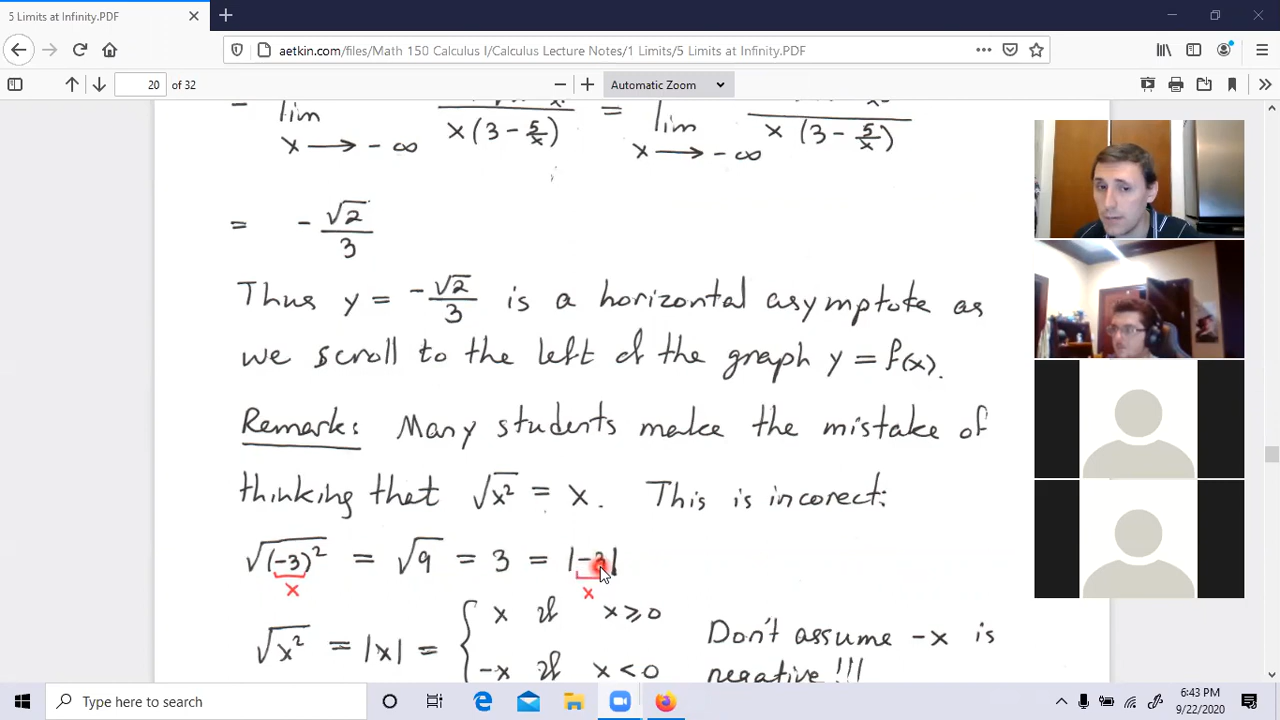 5 Limits at Infinity.PDF
aetkin.com/files/Math 150 Calculus I/Calculus Lecture Notes/1 Limits/5 Limits at Infinity.PDF
20 of 32
Automatic Zoom
= lim x → -∞ x(3 - 5/x) = lim x → -∞ x(3 - 5/x)
= - √2/3
Thus y = -√2/3 is a horizontal asymptote as
we scroll to the left of the graph y = f(x).
Remark: Many students make the mistake of
thinking that √x² = x. This is incorect:
√(-3)² = √9 = 3 = |-3|
x x
√x² = |x| = { x if x ≥ 0
-x if x < 0
Don't assume -x is
negative!!!
Type here to search
6:43 PM
9/22/2020